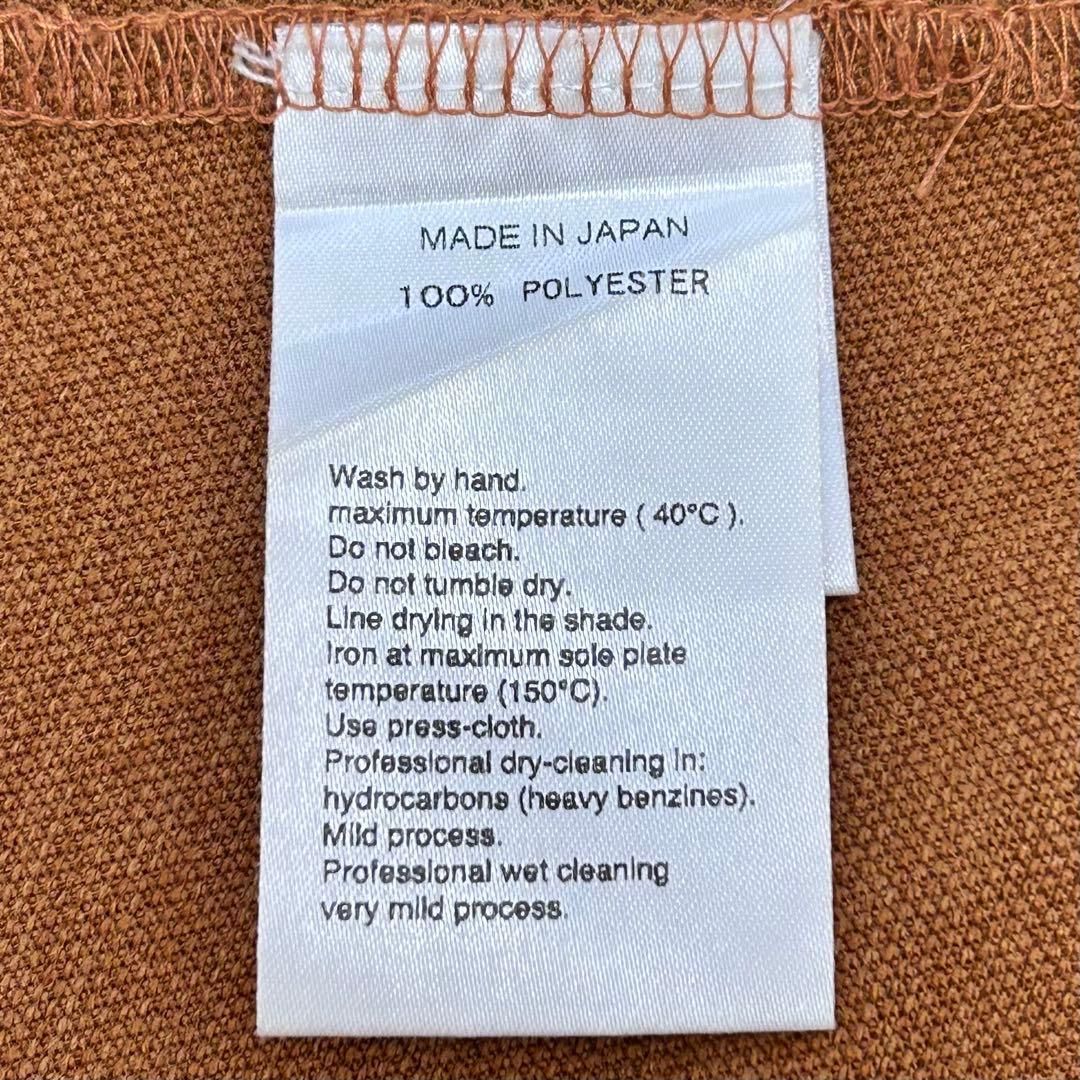 MADE IN JAPAN
100% POLYESTER
Wash by hand.
maximum temperature ( 40°C ).
Do not bleach.
Do not tumble dry.
Line drying in the shade.
Iron at maximum sole plate
temperature (150°C).
Use press-cloth.
Professional dry-cleaning in:
hydrocarbons (heavy benzines).
Mild process.
Professional wet cleaning
very mild process.